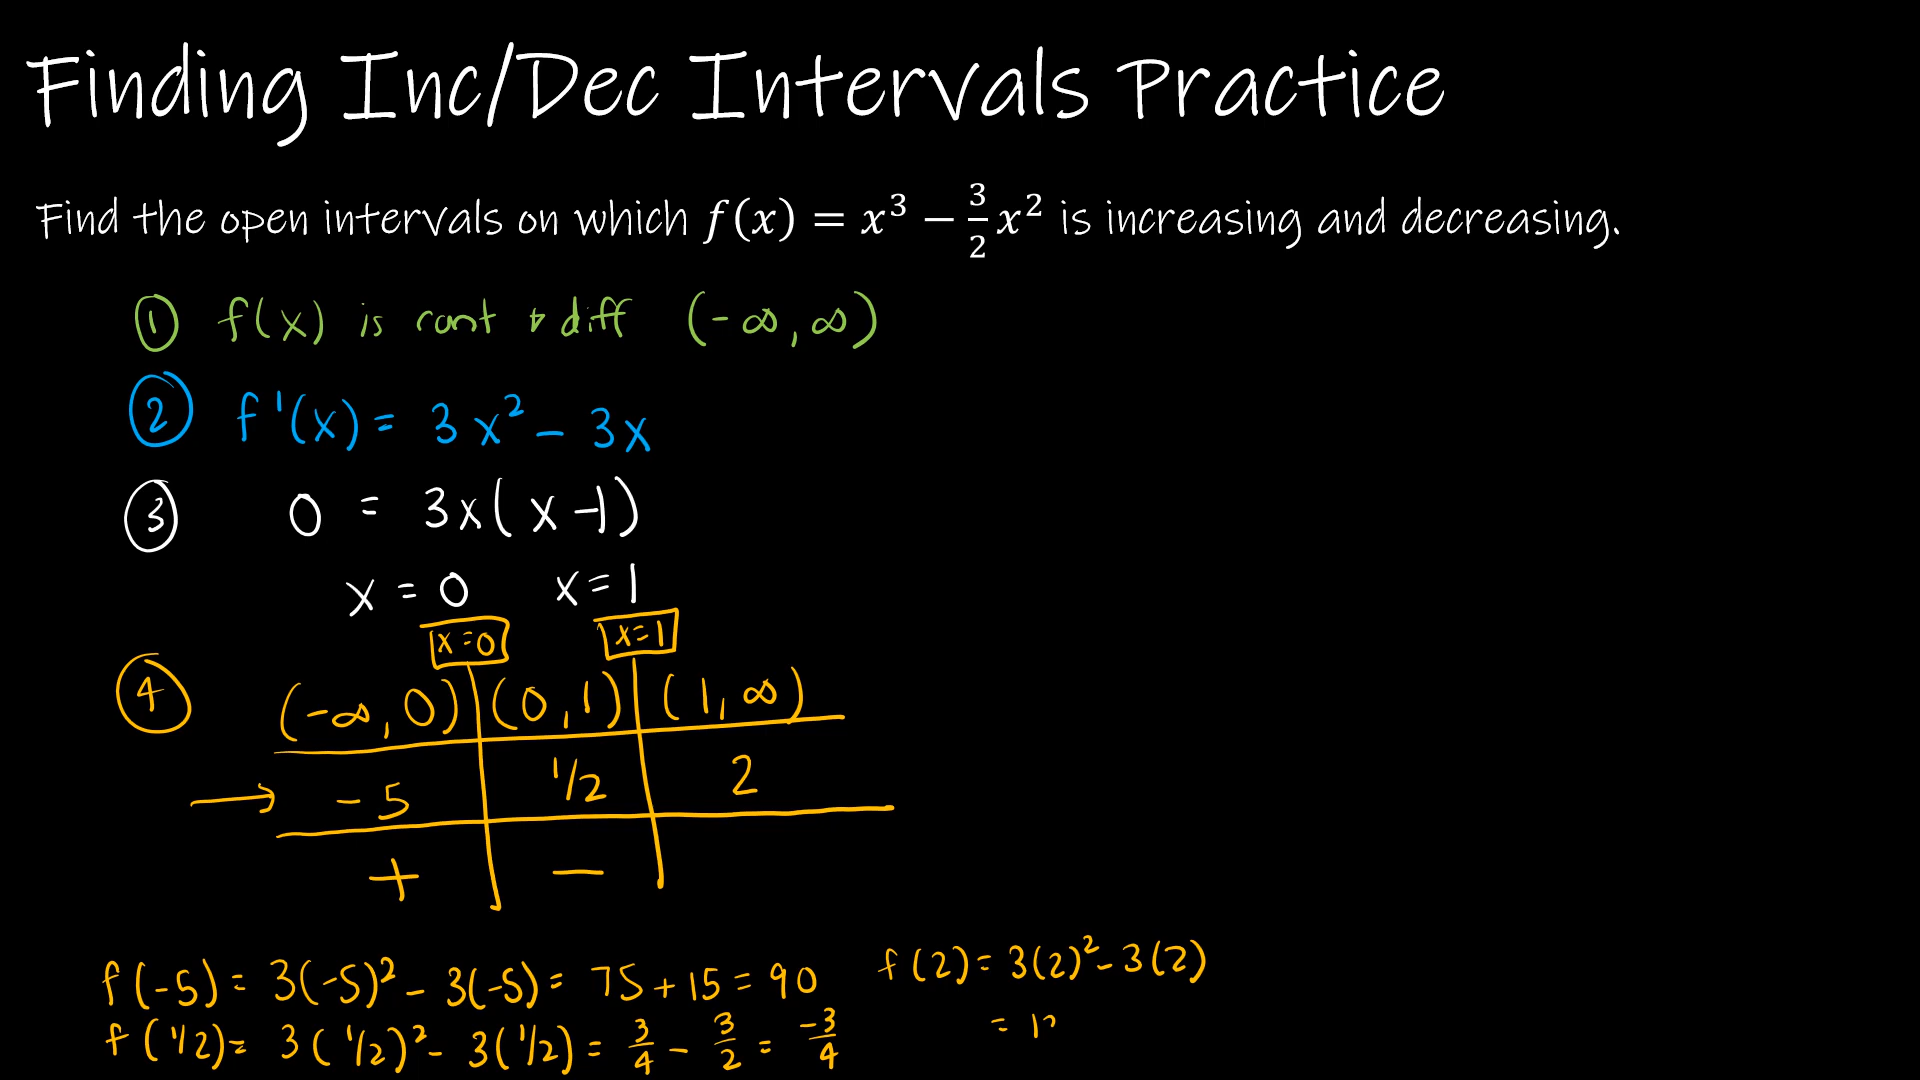 Finding Inc/Dec Intervals Practice
Find the open intervals on which f(x) = x³ − 3/2 x² is increasing and decreasing.
① f(x) is cont + diff (-∞, ∞)
② f'(x) = 3x² - 3x
③ 0 = 3x(x-1)
x = 0 x = 1
x = 0 x = 1
④ (-∞, 0) (0, 1) (1, ∞)
→ -5 1/2 2
+ −
f(-5) = 3(-5)² - 3(-5) = 75 + 15 = 90
f(1/2) = 3(1/2)² - 3(1/2) = 3/4 - 3/2 = -3/4
f(2) = 3(2)² - 3(2)
= 1